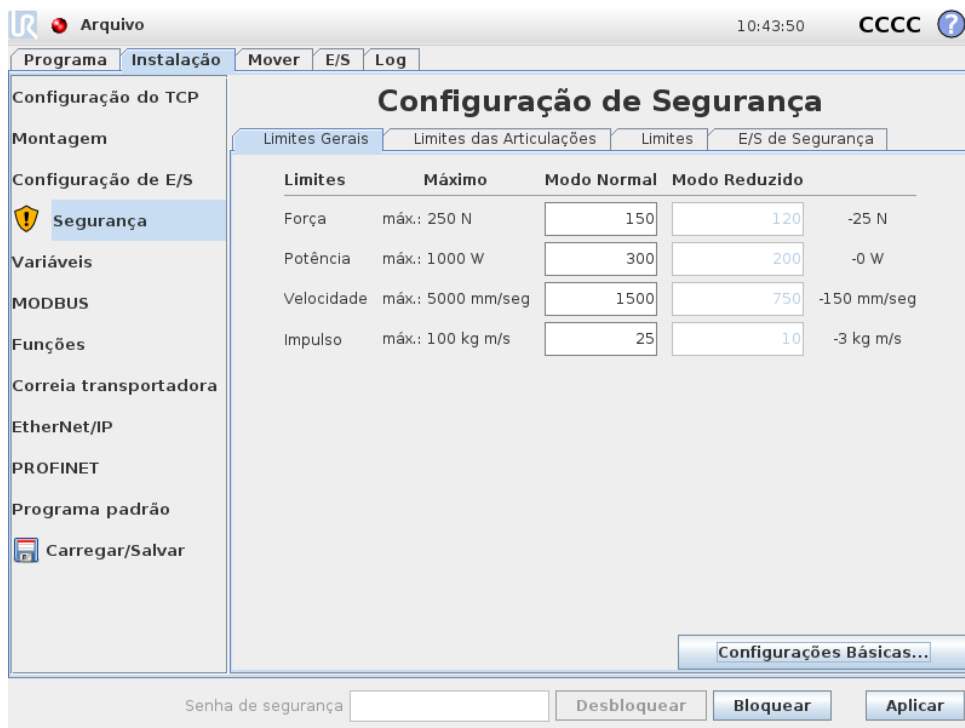 UR Arquivo 10:43:50 CCCC ?
Programa Instalação Mover E/S Log
Configuração do TCP
Montagem
Configuração de E/S
Segurança
Variáveis
MODBUS
Funções
Correia transportadora
EtherNet/IP
PROFINET
Programa padrão
Carregar/Salvar
Configuração de Segurança
Limites Gerais Limites das Articulações Limites E/S de Segurança
Limites Máximo Modo Normal Modo Reduzido
Força máx.: 250 N 150 120 -25 N
Potência máx.: 1000 W 300 200 -0 W
Velocidade máx.: 5000 mm/seg 1500 750 -150 mm/seg
Impulso máx.: 100 kg m/s 25 10 -3 kg m/s
Configurações Básicas...
Senha de segurança Desbloquear Bloquear Aplicar